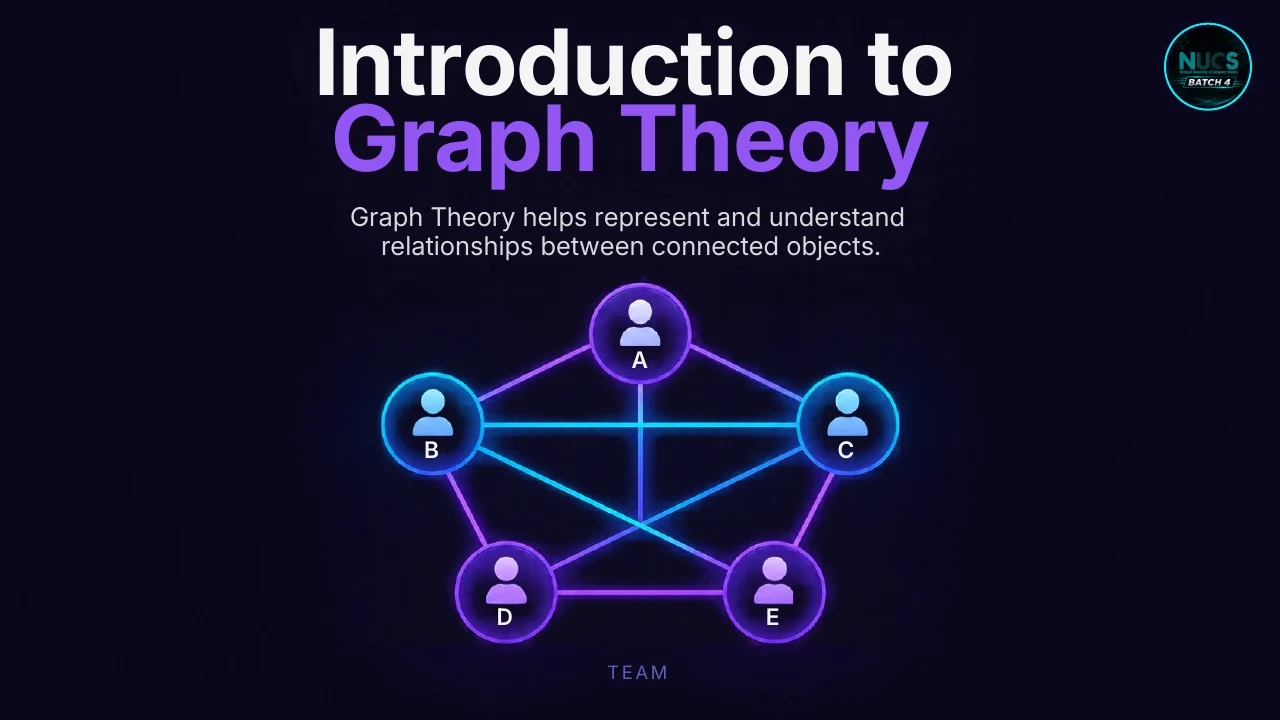 Introduction to
Graph Theory
Graph Theory helps represent and understand
relationships between connected objects.
NUCS
BATCH 4
A
B
C
D
E
TEAM